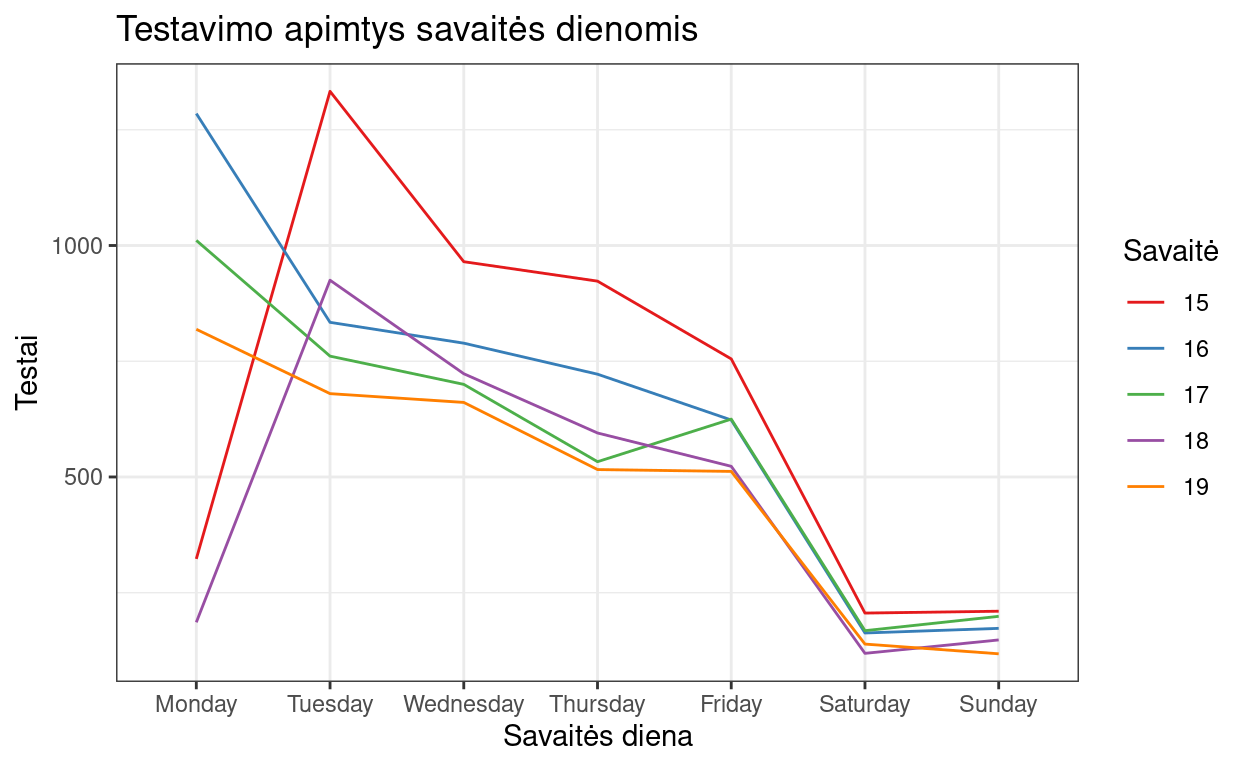 Testavimo apimtys savaitės dienomis
Testai
1000
500
Monday Tuesday Wednesday Thursday Friday Saturday Sunday
Savaitės diena
Savaitė
15
16
17
18
19